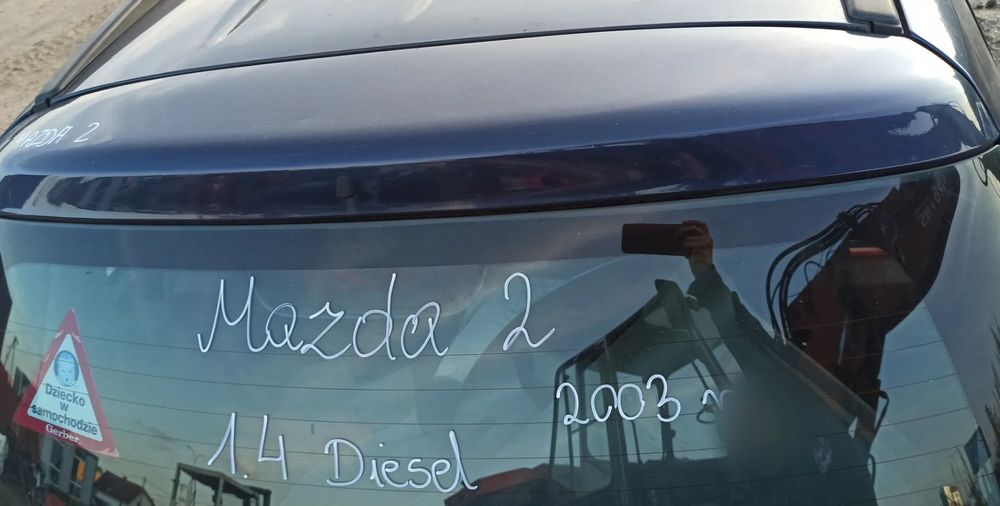 MAZDA 2
Mazda 2
2003 r
1.4 Diesel
Dziecko
w
samochodzie
Gerber.